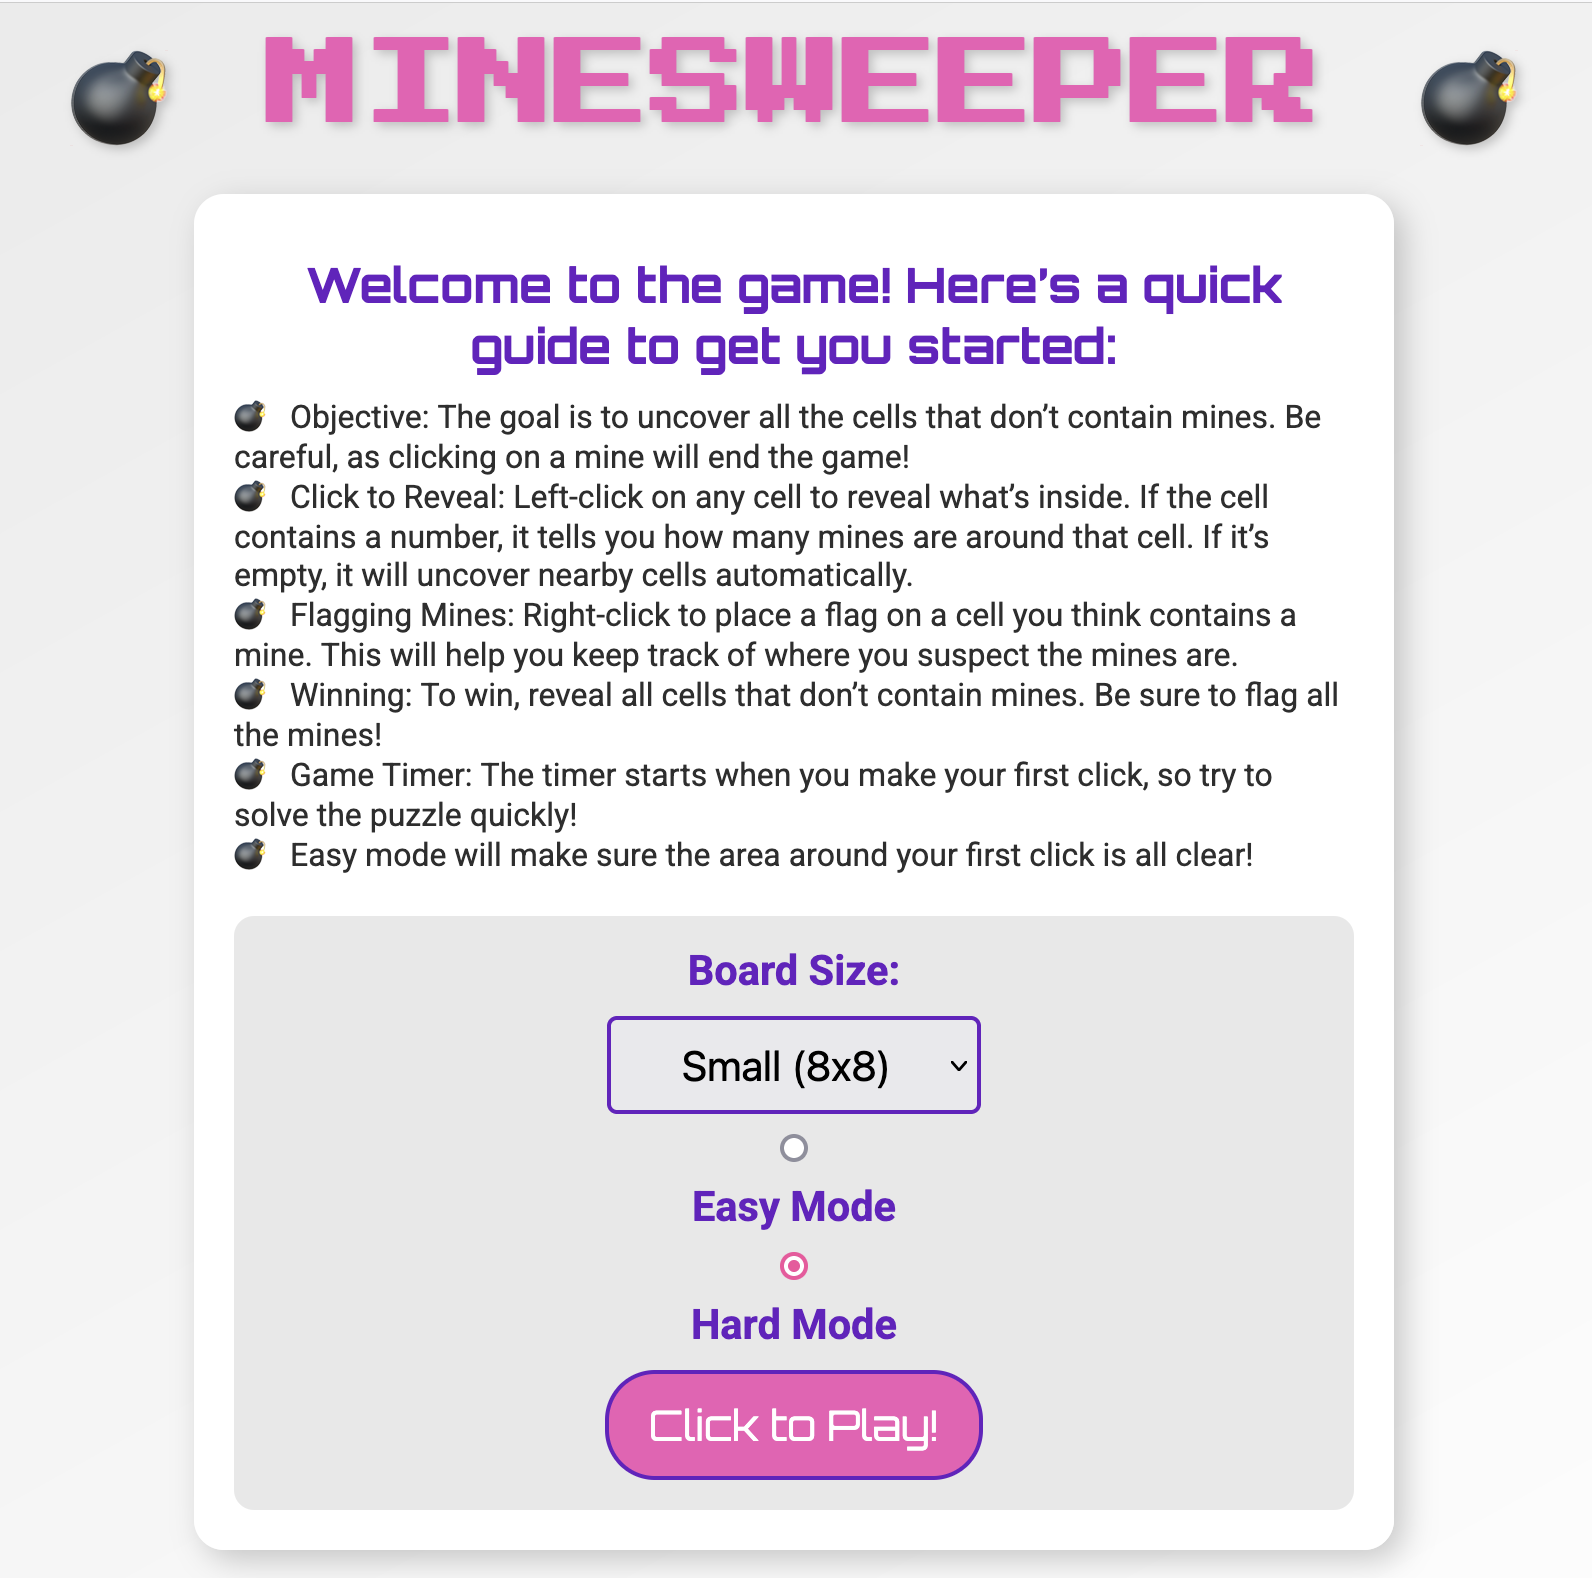 MINESWEEPER
Welcome to the game! Here’s a quick
guide to get you started:
Objective: The goal is to uncover all the cells that don’t contain mines. Be
careful, as clicking on a mine will end the game!
Click to Reveal: Left-click on any cell to reveal what’s inside. If the cell
contains a number, it tells you how many mines are around that cell. If it’s
empty, it will uncover nearby cells automatically.
Flagging Mines: Right-click to place a flag on a cell you think contains a
mine. This will help you keep track of where you suspect the mines are.
Winning: To win, reveal all cells that don’t contain mines. Be sure to flag all
the mines!
Game Timer: The timer starts when you make your first click, so try to
solve the puzzle quickly!
Easy mode will make sure the area around your first click is all clear!
Board Size:
Small (8x8)
Easy Mode
Hard Mode
Click to Play!